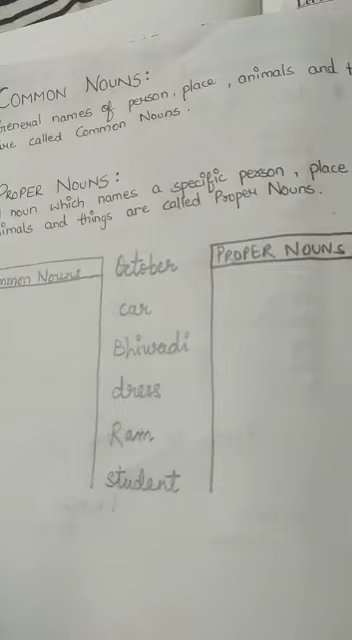 COMMON NOUNS:
General names of person, place, animals and t
are called Common Nouns.
PROPER NOUNS:
noun which names a specific person, place
imals and things are called Proper Nouns.
mmon Nouns
October
PROPER NOUNS
car
Bhiwadi
dress
Ram
student